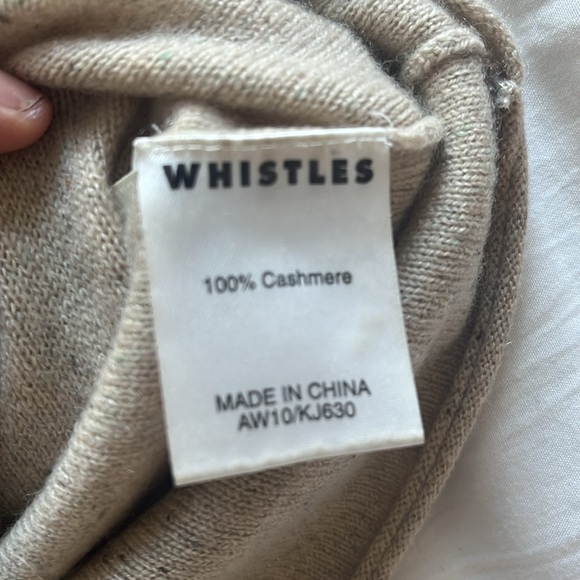 WHISTLES
100% Cashmere
MADE IN CHINA
AW10/KJ630